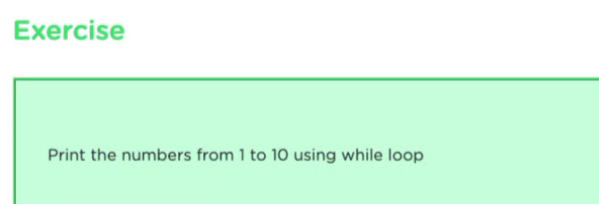 Exercise
Print the numbers from 1 to 10 using while loop